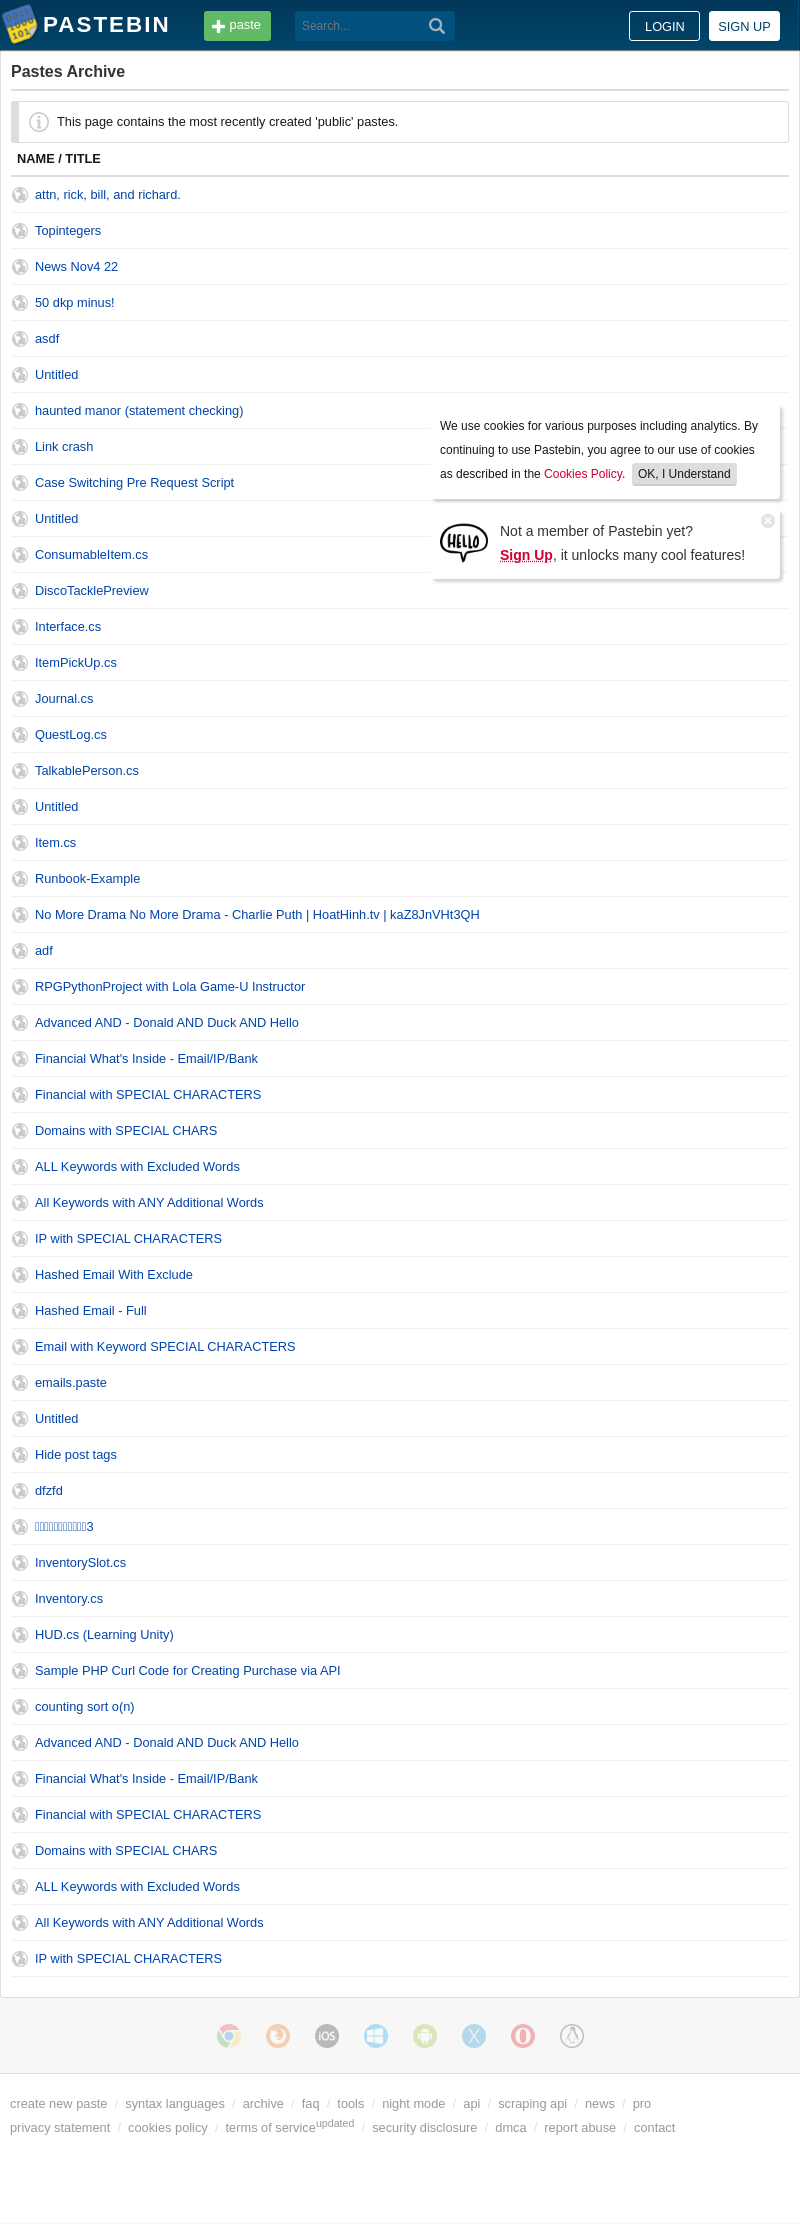 PASTEBIN
paste
Search...
LOGIN
SIGN UP
Pastes Archive
This page contains the most recently created 'public' pastes.
NAME / TITLE
attn, rick, bill, and richard.
Topintegers
News Nov4 22
50 dkp minus!
asdf
Untitled
haunted manor (statement checking)
Link crash
Case Switching Pre Request Script
Untitled
ConsumableItem.cs
DiscoTacklePreview
We use cookies for various purposes including analytics. By
continuing to use Pastebin, you agree to our use of cookies
as described in the Cookies Policy. OK, I Understand
HELLO
Not a member of Pastebin yet?
Sign Up, it unlocks many cool features!
Interface.cs
ItemPickUp.cs
Journal.cs
QuestLog.cs
TalkablePerson.cs
Untitled
Item.cs
Runbook-Example
No More Drama No More Drama - Charlie Puth | HoatHinh.tv | kaZ8JnVHt3QH
adf
RPGPythonProject with Lola Game-U Instructor
Advanced AND - Donald AND Duck AND Hello
Financial What's Inside - Email/IP/Bank
Financial with SPECIAL CHARACTERS
Domains with SPECIAL CHARS
ALL Keywords with Excluded Words
All Keywords with ANY Additional Words
IP with SPECIAL CHARACTERS
Hashed Email With Exclude
Hashed Email - Full
Email with Keyword SPECIAL CHARACTERS
emails.paste
Untitled
Hide post tags
dfzfd
3
InventorySlot.cs
Inventory.cs
HUD.cs (Learning Unity)
Sample PHP Curl Code for Creating Purchase via API
counting sort o(n)
Advanced AND - Donald AND Duck AND Hello
Financial What's Inside - Email/IP/Bank
Financial with SPECIAL CHARACTERS
Domains with SPECIAL CHARS
ALL Keywords with Excluded Words
All Keywords with ANY Additional Words
IP with SPECIAL CHARACTERS
iOS
create new paste / syntax languages / archive / faq / tools / night mode / api / scraping api / news / pro
privacy statement / cookies policy / terms of serviceupdated / security disclosure / dmca / report abuse / contact